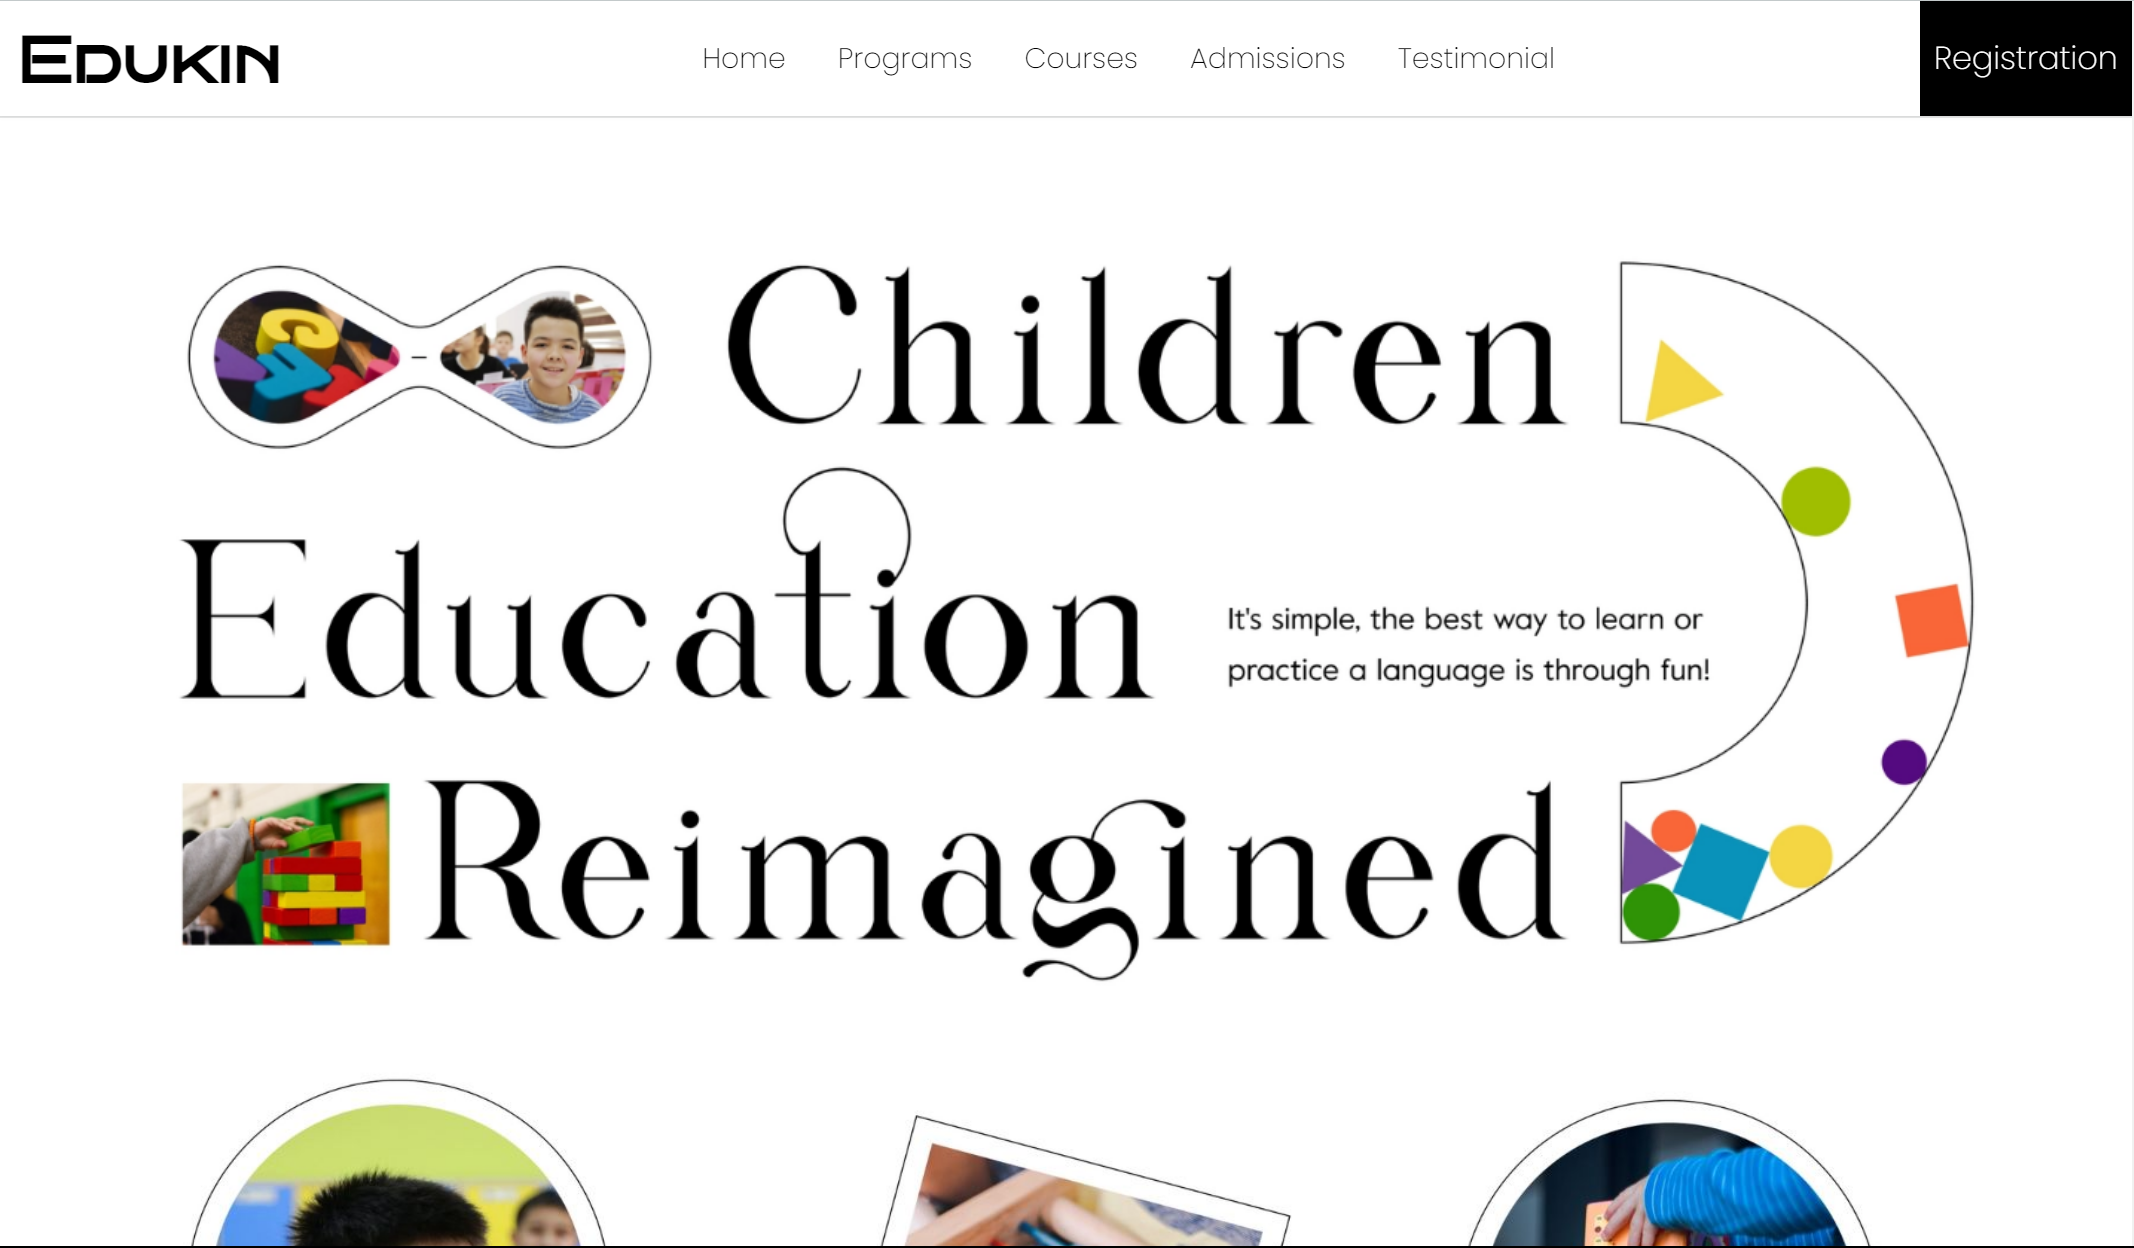 EDUKIN
Home Programs Courses Admissions Testimonial
Registration
Children
Education
It's simple, the best way to learn or
practice a language is through fun!
Reimagined